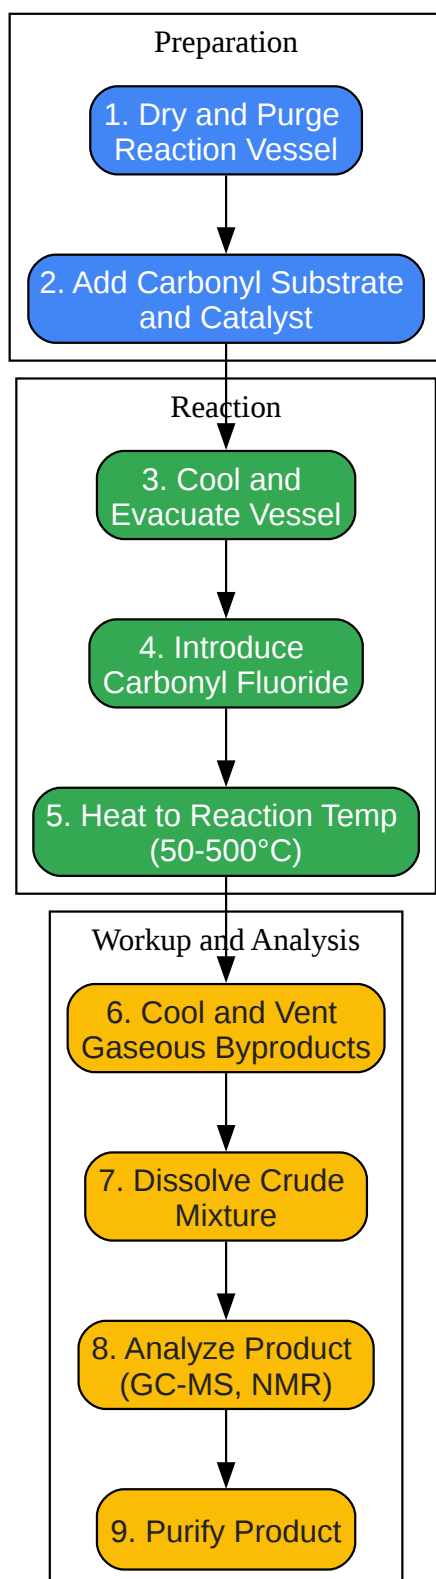 Preparation
1. Dry and Purge
Reaction Vessel
2. Add Carbonyl Substrate
and Catalyst
Reaction
3. Cool and
Evacuate Vessel
4. Introduce
Carbonyl Fluoride
5. Heat to Reaction Temp
(50-500°C)
Workup and Analysis
6. Cool and Vent
Gaseous Byproducts
7. Dissolve Crude
Mixture
8. Analyze Product
(GC-MS, NMR)
9. Purify Product